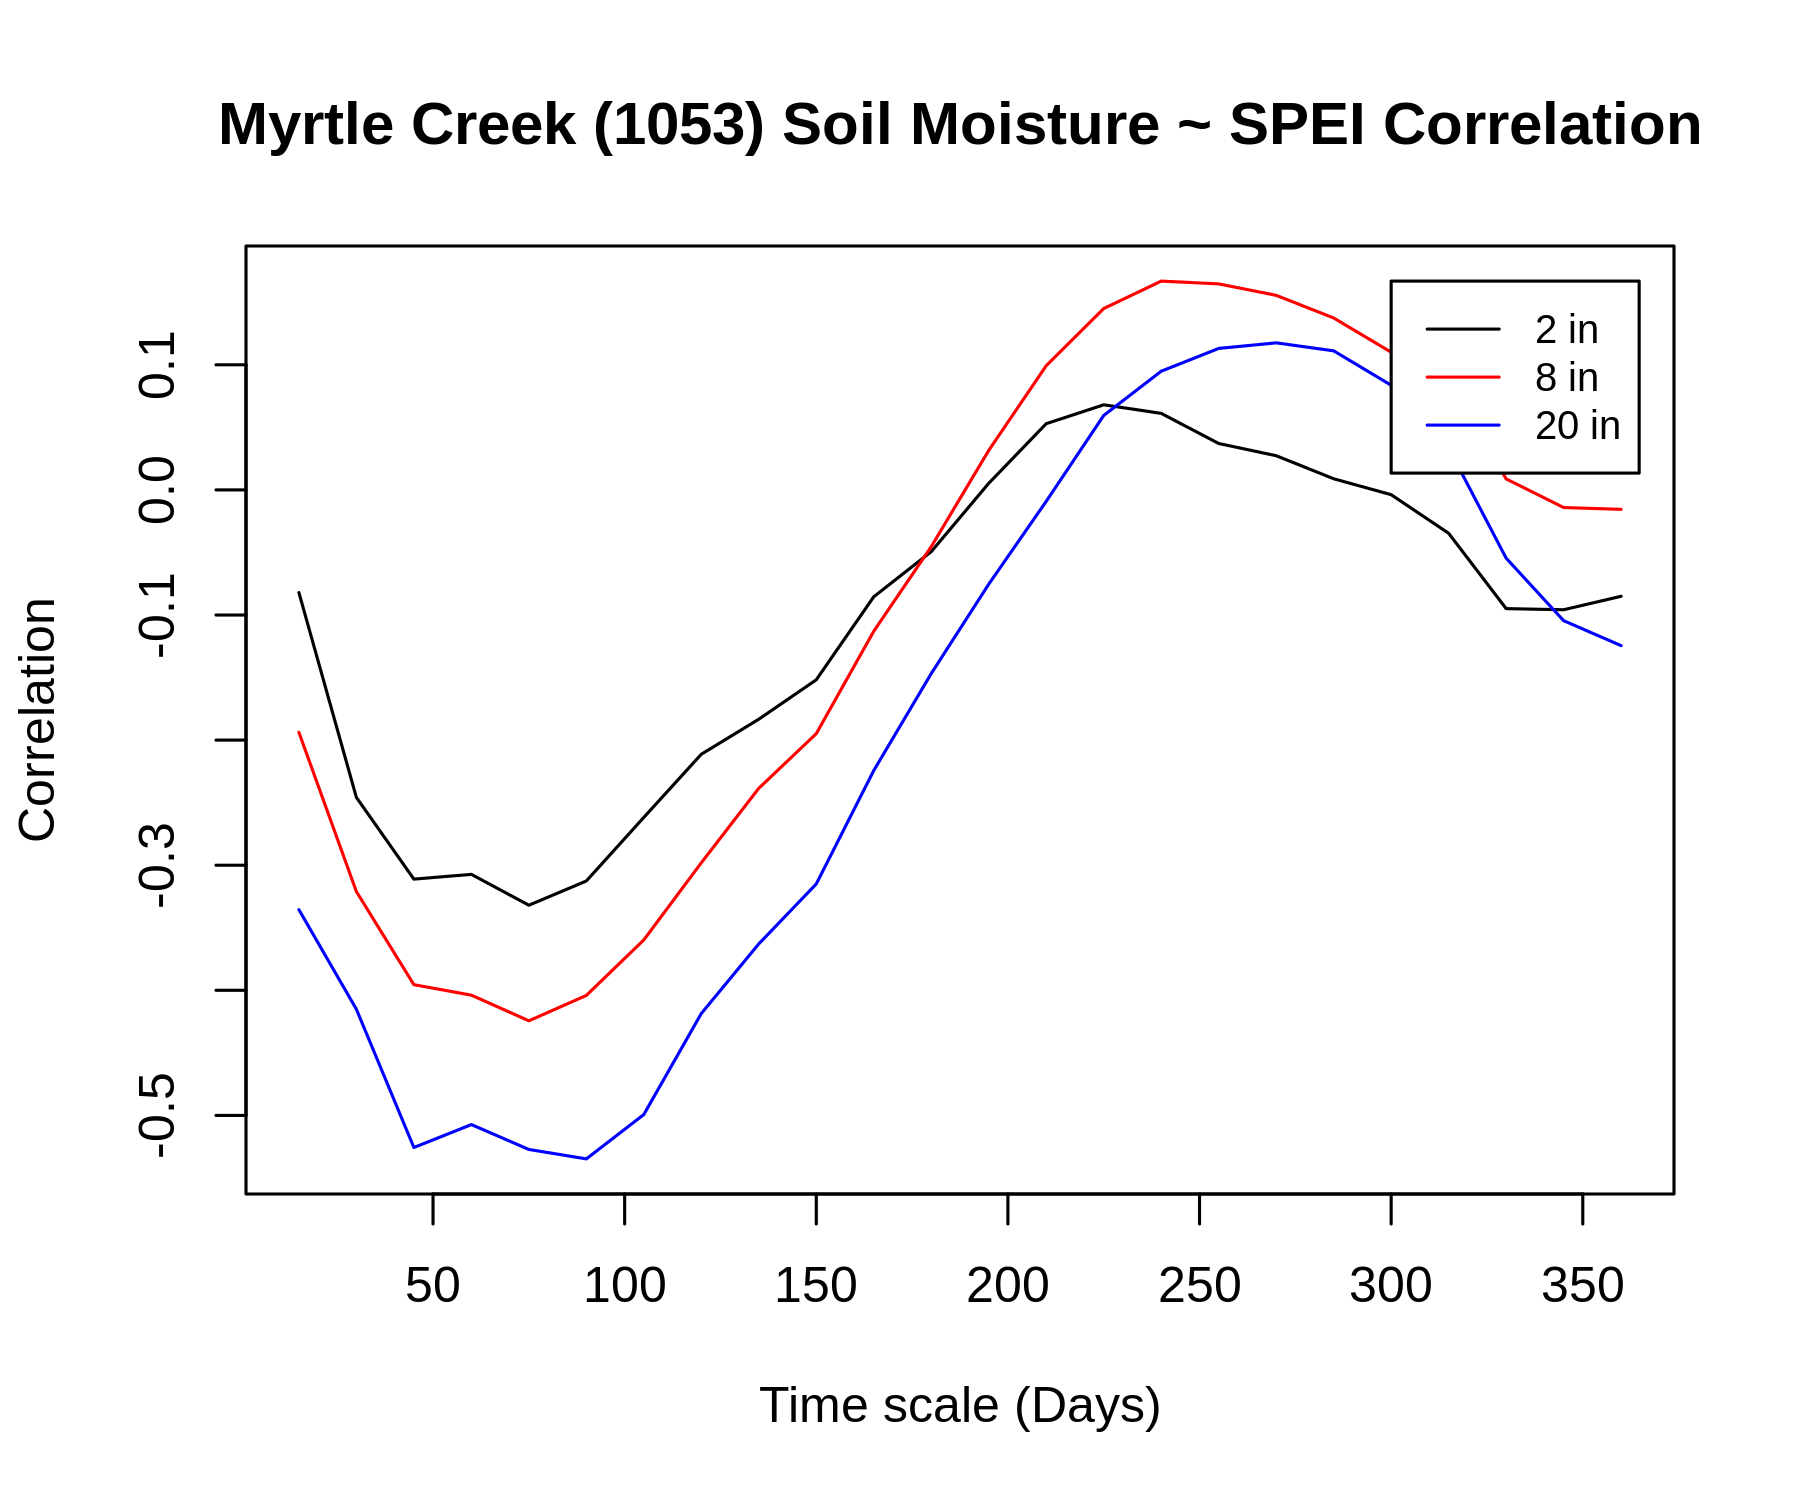 Myrtle Creek (1053) Soil Moisture ~ SPEI Correlation
2 in
8 in
20 in
Correlation
0.1
0.0
-0.1
-0.3
-0.5
50 100 150 200 250 300 350
Time scale (Days)